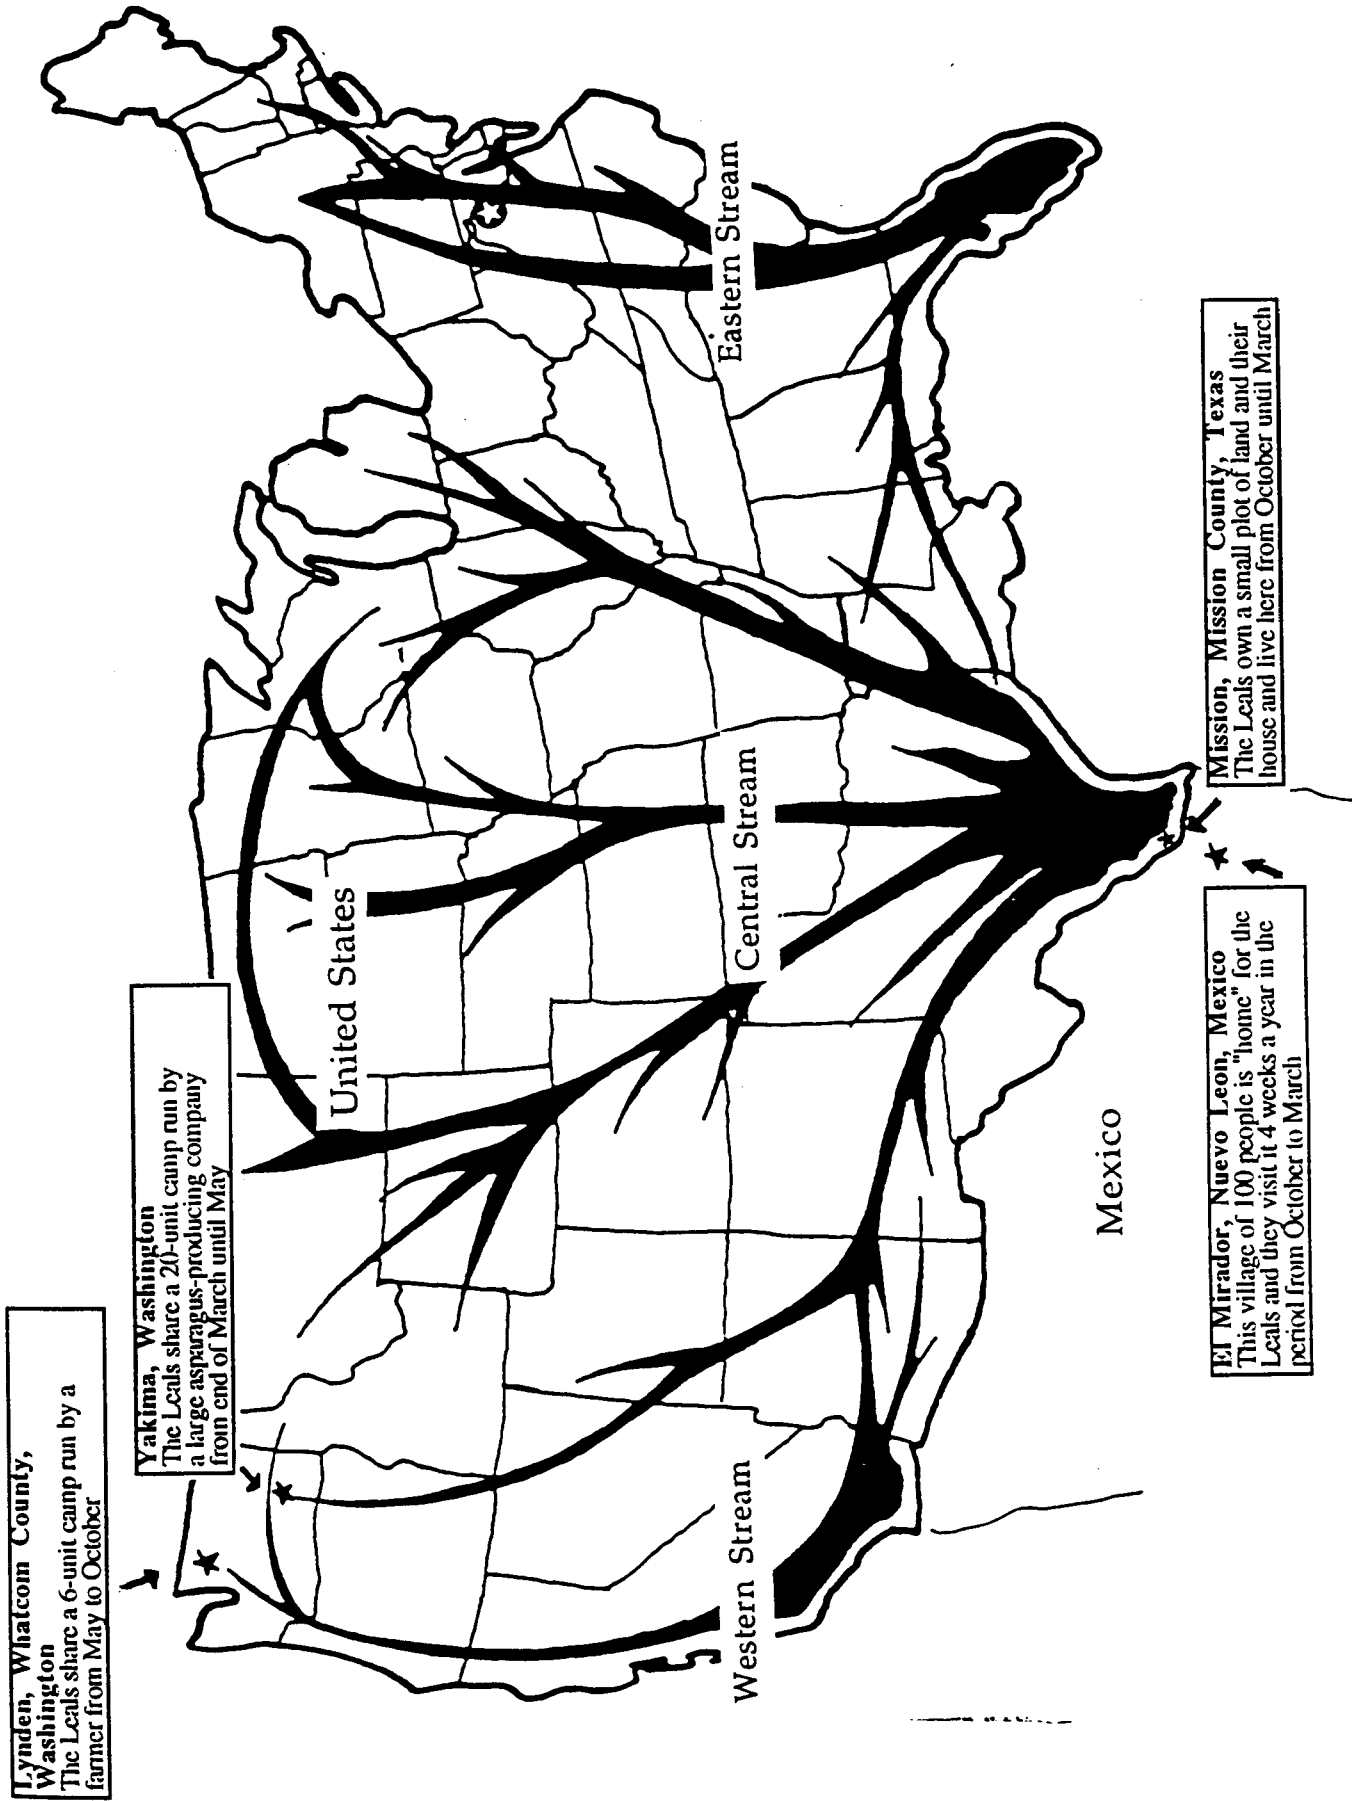 Lynden, Whatcom County,
Washington
The Leals share a 6-unit camp run by a
farmer from May to October
Yakima, Washington
The Leals share a 20-unit camp run by
a large asparagus-producing company
from end of March until May
United States
Western Stream
Central Stream
Eastern Stream
Mexico
El Mirador, Nuevo Leon, Mexico
This village of 100 people is "home" for the
Leals and they visit it 4 weeks a year in the
period from October to March
Mission, Mission County, Texas
The Leals own a small plot of land and their
house and live here from October until March